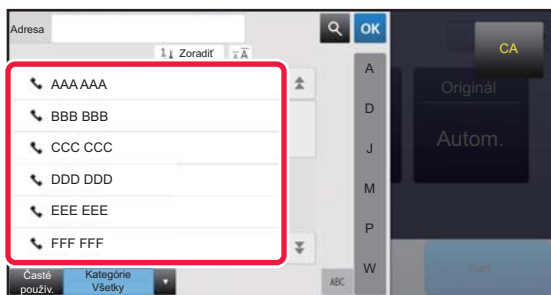 Adresa
OK
CA
1↓ Zoradiť
A
AAA AAA
D
BBB BBB
J
CCC CCC
M
DDD DDD
P
EEE EEE
W
FFF FFF
Originál
Autom.
Časté
použív.
Kategórie
Všetky
ABC
Start